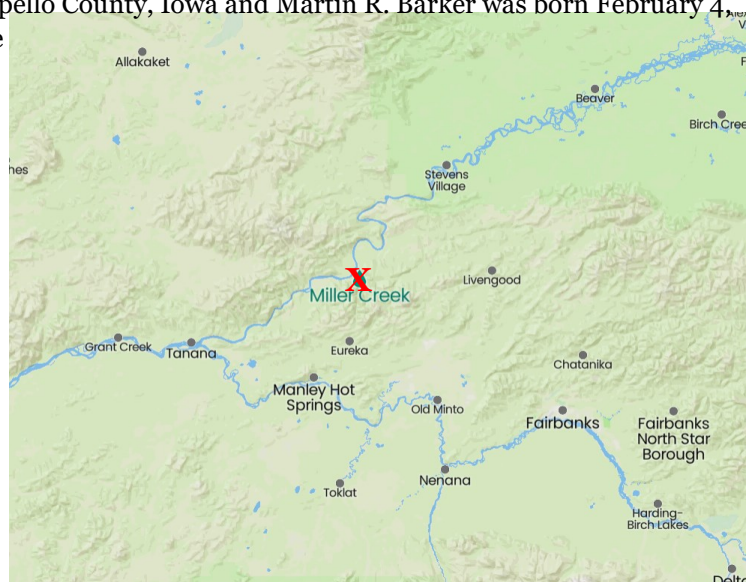 pello County, Iowa and Martin R. Barker was born February 4,
e
Allakaket
Beaver
Birch Cree
hes
Stevens
Village
X
Livengood
Miller Creek
Grant Creek
Tanana
Eureka
Chatanika
Manley Hot
Springs
Old Minto
Fairbanks
Fairbanks
North Star
Borough
Nenana
Toklat
Harding-
Birch Lakes
Delt